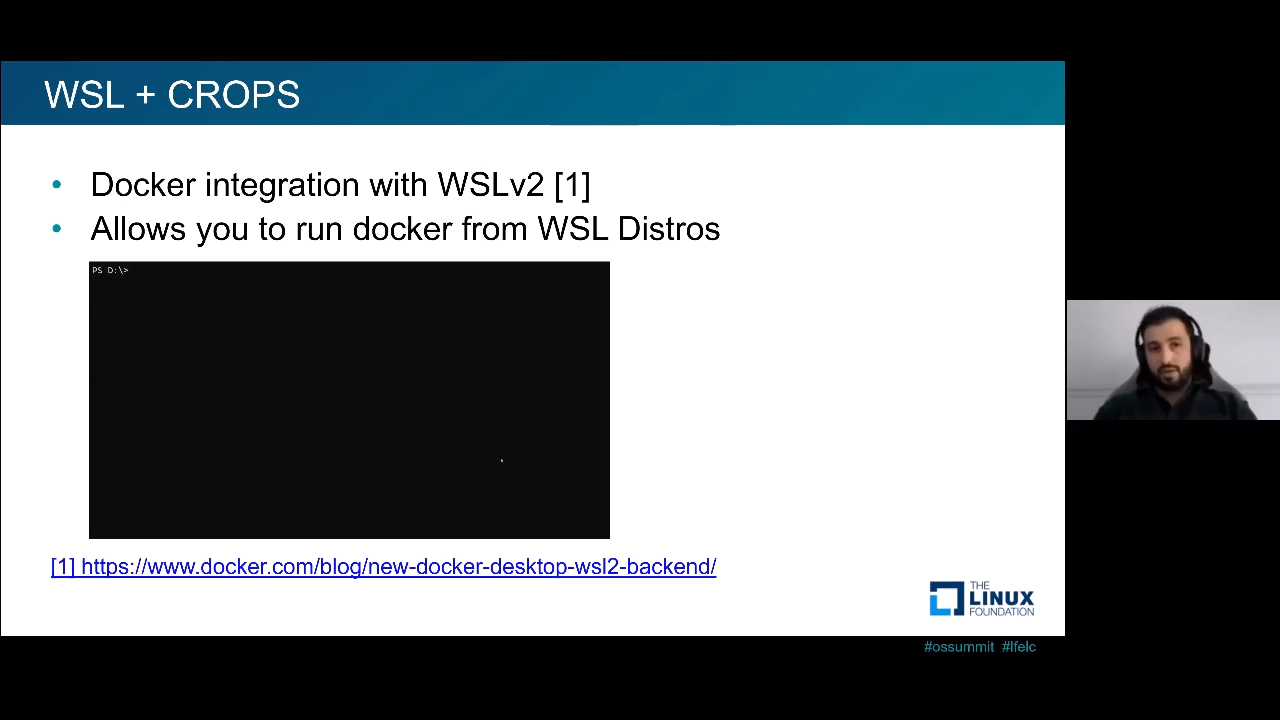 WSL + CROPS
• Docker integration with WSLv2 [1]
• Allows you to run docker from WSL Distros
PS D:\>
[1] https://www.docker.com/blog/new-docker-desktop-wsl2-backend/
THE
LINUX
FOUNDATION
#ossummit #lfelc